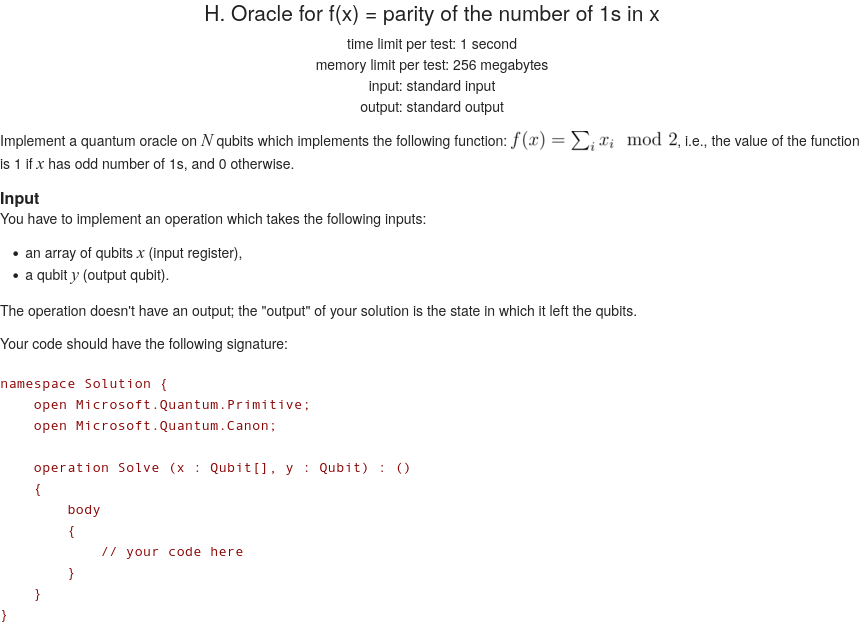 H. Oracle for f(x) = parity of the number of 1s in x
time limit per test: 1 second
memory limit per test: 256 megabytes
input: standard input
output: standard output
Implement a quantum oracle on N qubits which implements the following function: f(x) = ∑ᵢ xᵢ mod 2, i.e., the value of the function
is 1 if x has odd number of 1s, and 0 otherwise.
Input
You have to implement an operation which takes the following inputs:
• an array of qubits x (input register),
• a qubit y (output qubit).
The operation doesn't have an output; the "output" of your solution is the state in which it left the qubits.
Your code should have the following signature:
namespace Solution {
    open Microsoft.Quantum.Primitive;
    open Microsoft.Quantum.Canon;
    operation Solve (x : Qubit[], y : Qubit) : ()
    {
        body
        {
            // your code here
        }
    }
}